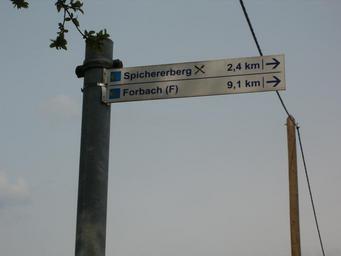 Spichererberg 2,4 km
Forbach (F) 9,1 km